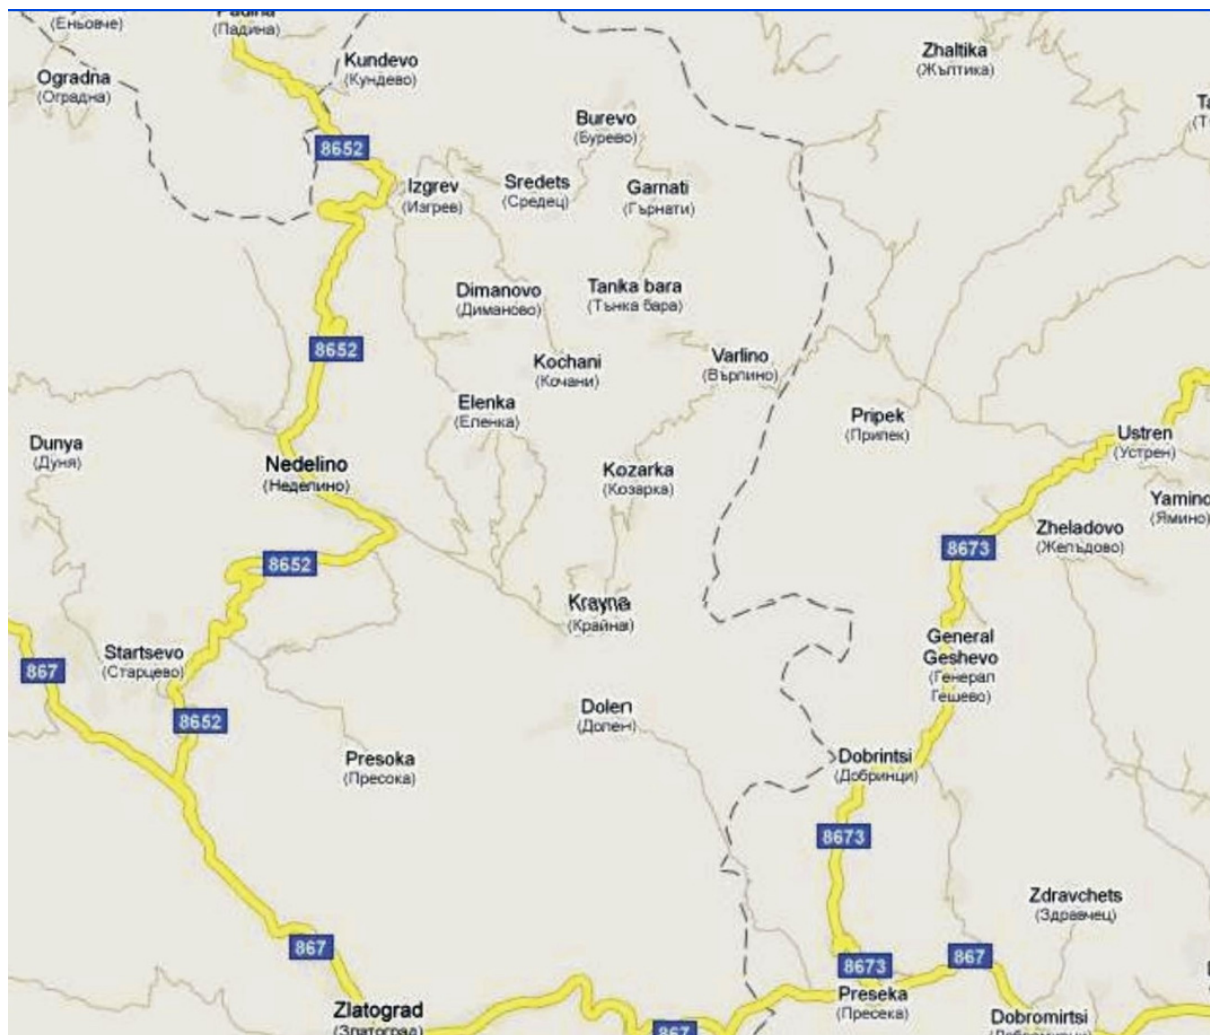 Padina
(Еньовче)
(Падина)
Kundevo
(Кундево)
Zhaltika
(Жълтика)
Ogradna
(Оградна)
Burevo
(Бурево)
8652
Izgrev
(Изгрев)
Sredets
(Средец)
Garnati
(Гърнати)
Dimanovo
(Диманово)
Tanka bara
(Тънка бара)
8652
Kochani
(Кочани)
Varlino
(Върлино)
Elenka
(Еленка)
Pripek
(Припек)
Dunya
(Дуня)
Ustren
(Устрен)
Nedelino
(Неделино)
Kozarka
(Козарка)
Yamino
(Ямино)
Zheladovo
(Желъдово)
8673
8652
Krayna
(Крайна)
General
Geshevo
(Генерал
Гешево)
Startsevo
(Старцево)
867
8652
Dolen
(Долен)
Presoka
(Пресока)
Dobrintsi
(Добринци)
8673
Zdravchets
(Здравчец)
867
8673
867
Preseka
(Пресека)
Zlatograd
(Златоград)
867
Dobromirtsi
(Добромирци)